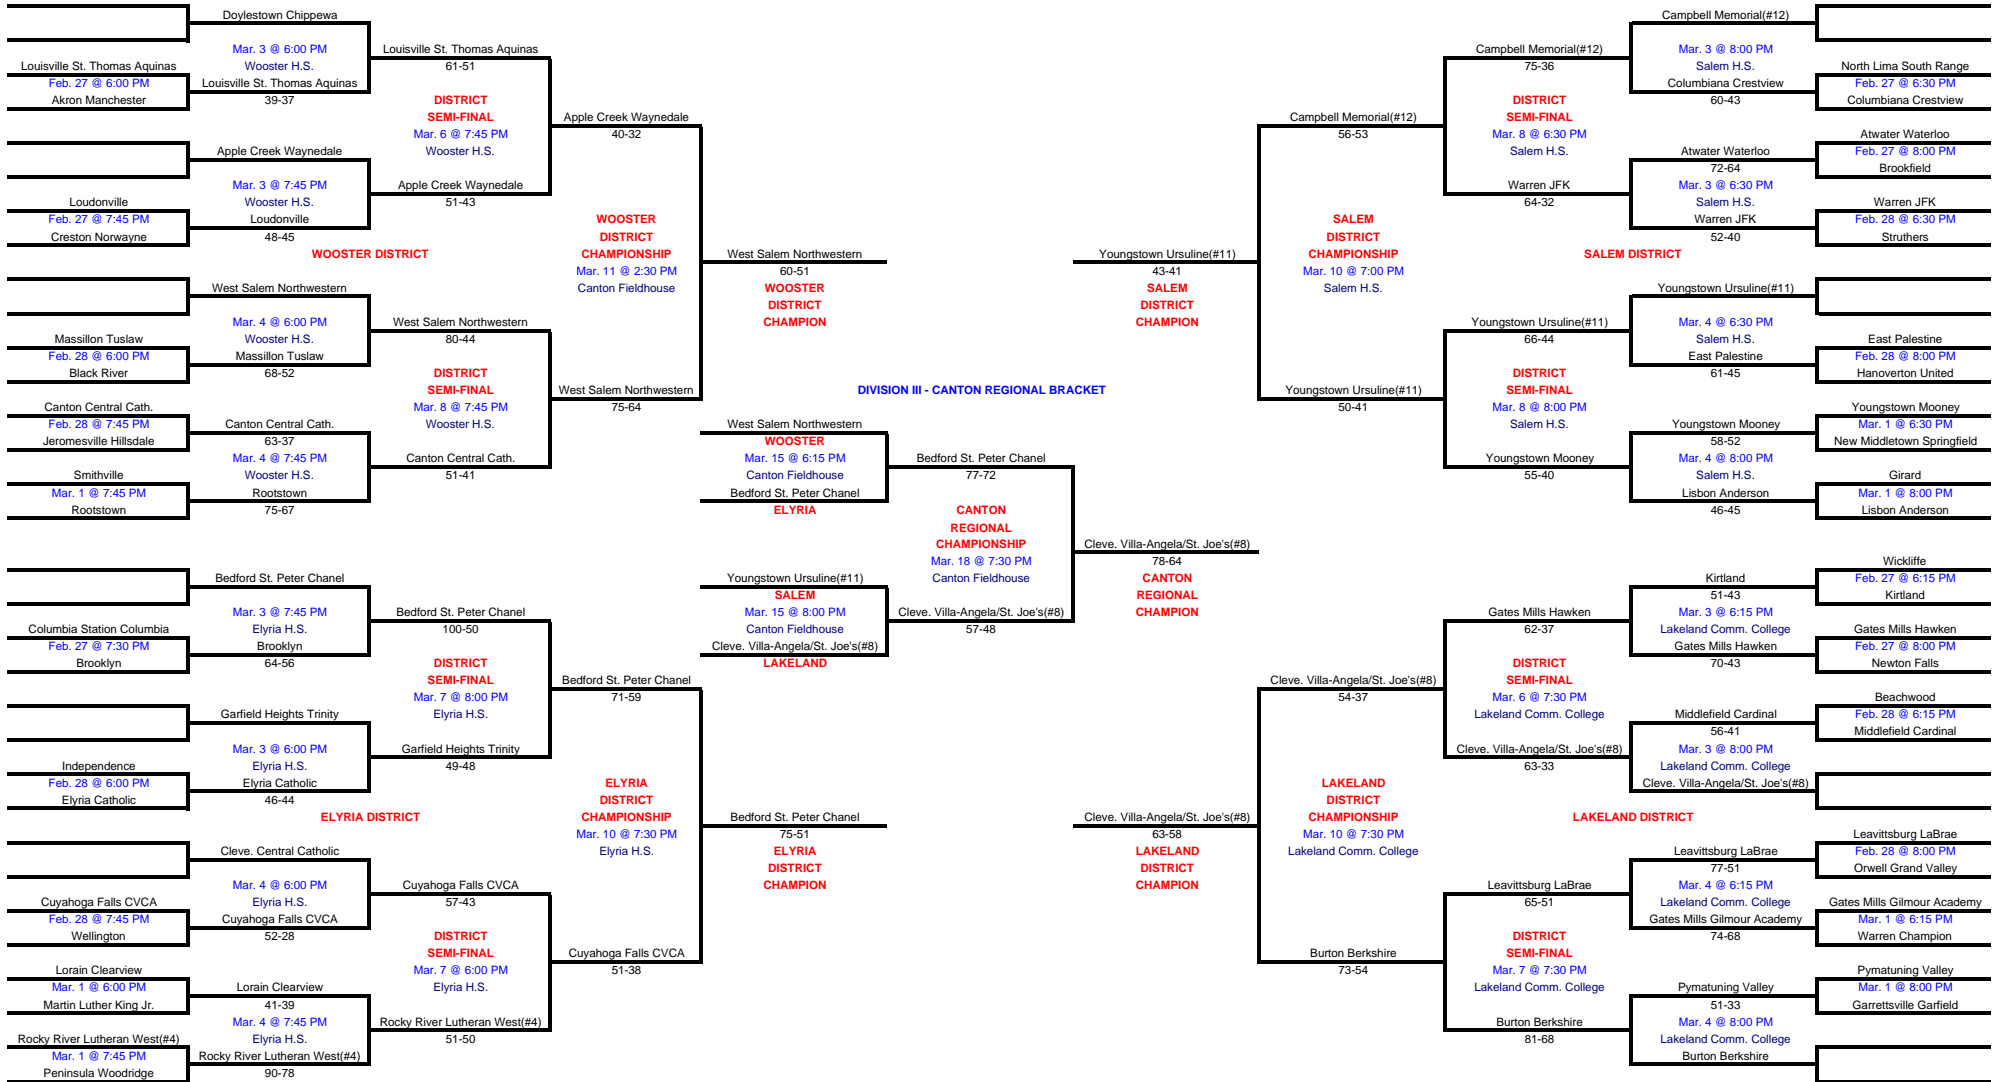 Doylestown Chippewa
Mar. 3 @ 6:00 PM
Wooster H.S.
Louisville St. Thomas Aquinas
61-51
Louisville St. Thomas Aquinas
Feb. 27 @ 6:00 PM
Akron Manchester
Louisville St. Thomas Aquinas
39-37
DISTRICT
SEMI-FINAL
Mar. 6 @ 7:45 PM
Wooster H.S.
Apple Creek Waynedale
40-32
Apple Creek Waynedale
Mar. 3 @ 7:45 PM
Wooster H.S.
Apple Creek Waynedale
51-43
Loudonville
Feb. 27 @ 7:45 PM
Creston Norwayne
Loudonville
48-45
WOOSTER DISTRICT
WOOSTER
DISTRICT
CHAMPIONSHIP
Mar. 11 @ 2:30 PM
Canton Fieldhouse
West Salem Northwestern
60-51
WOOSTER
DISTRICT
CHAMPION
West Salem Northwestern
Mar. 4 @ 6:00 PM
Wooster H.S.
West Salem Northwestern
80-44
Massillon Tuslaw
Feb. 28 @ 6:00 PM
Black River
Massillon Tuslaw
68-52
DISTRICT
SEMI-FINAL
Mar. 8 @ 7:45 PM
Wooster H.S.
West Salem Northwestern
75-64
Canton Central Cath.
Feb. 28 @ 7:45 PM
Jeromesville Hillsdale
Canton Central Cath.
63-37
Mar. 4 @ 7:45 PM
Wooster H.S.
Canton Central Cath.
51-41
Smithville
Mar. 1 @ 7:45 PM
Rootstown
Rootstown
75-67
Campbell Memorial(#12)
Mar. 3 @ 8:00 PM
Salem H.S.
Campbell Memorial(#12)
75-36
North Lima South Range
Feb. 27 @ 6:30 PM
Columbiana Crestview
Columbiana Crestview
60-43
DISTRICT
SEMI-FINAL
Mar. 8 @ 6:30 PM
Salem H.S.
Campbell Memorial(#12)
56-53
Atwater Waterloo
Feb. 27 @ 8:00 PM
Brookfield
Atwater Waterloo
72-64
Mar. 3 @ 6:30 PM
Salem H.S.
Warren JFK
64-32
Warren JFK
Feb. 28 @ 6:30 PM
Struthers
Warren JFK
52-40
SALEM DISTRICT
SALEM
DISTRICT
CHAMPIONSHIP
Mar. 10 @ 7:00 PM
Salem H.S.
Youngstown Ursuline(#11)
43-41
SALEM
DISTRICT
CHAMPION
Youngstown Ursuline(#11)
Mar. 4 @ 6:30 PM
Salem H.S.
Youngstown Ursuline(#11)
66-44
East Palestine
Feb. 28 @ 8:00 PM
Hanoverton United
East Palestine
61-45
DISTRICT
SEMI-FINAL
Mar. 8 @ 8:00 PM
Salem H.S.
Youngstown Ursuline(#11)
50-41
Youngstown Mooney
Mar. 1 @ 6:30 PM
New Middletown Springfield
Youngstown Mooney
58-52
Mar. 4 @ 8:00 PM
Salem H.S.
Youngstown Mooney
55-40
Girard
Mar. 1 @ 8:00 PM
Lisbon Anderson
Lisbon Anderson
46-45
DIVISION III - CANTON REGIONAL BRACKET
West Salem Northwestern
WOOSTER
Mar. 15 @ 6:15 PM
Canton Fieldhouse
Bedford St. Peter Chanel
ELYRIA
Bedford St. Peter Chanel
77-72
CANTON
REGIONAL
CHAMPIONSHIP
Mar. 18 @ 7:30 PM
Canton Fieldhouse
Cleve. Villa-Angela/St. Joe's(#8)
78-64
CANTON
REGIONAL
CHAMPION
Youngstown Ursuline(#11)
SALEM
Mar. 15 @ 8:00 PM
Canton Fieldhouse
Cleve. Villa-Angela/St. Joe's(#8)
LAKELAND
Cleve. Villa-Angela/St. Joe's(#8)
57-48
Bedford St. Peter Chanel
Mar. 3 @ 7:45 PM
Elyria H.S.
Bedford St. Peter Chanel
100-50
Columbia Station Columbia
Feb. 27 @ 7:30 PM
Brooklyn
Brooklyn
64-56
DISTRICT
SEMI-FINAL
Mar. 7 @ 8:00 PM
Elyria H.S.
Bedford St. Peter Chanel
71-59
Garfield Heights Trinity
Mar. 3 @ 6:00 PM
Elyria H.S.
Garfield Heights Trinity
49-48
Independence
Feb. 28 @ 6:00 PM
Elyria Catholic
Elyria Catholic
46-44
ELYRIA DISTRICT
ELYRIA
DISTRICT
CHAMPIONSHIP
Mar. 10 @ 7:30 PM
Elyria H.S.
Bedford St. Peter Chanel
75-51
ELYRIA
DISTRICT
CHAMPION
Cleve. Central Catholic
Mar. 4 @ 6:00 PM
Elyria H.S.
Cuyahoga Falls CVCA
57-43
Cuyahoga Falls CVCA
Feb. 28 @ 7:45 PM
Wellington
Cuyahoga Falls CVCA
52-28
DISTRICT
SEMI-FINAL
Mar. 7 @ 6:00 PM
Elyria H.S.
Cuyahoga Falls CVCA
51-38
Lorain Clearview
Mar. 1 @ 6:00 PM
Martin Luther King Jr.
Lorain Clearview
41-39
Mar. 4 @ 7:45 PM
Elyria H.S.
Rocky River Lutheran West(#4)
51-50
Rocky River Lutheran West(#4)
Mar. 1 @ 7:45 PM
Peninsula Woodridge
Rocky River Lutheran West(#4)
90-78
Wickliffe
Feb. 27 @ 6:15 PM
Kirtland
Kirtland
51-43
Mar. 3 @ 6:15 PM
Lakeland Comm. College
Gates Mills Hawken
62-37
Gates Mills Hawken
Feb. 27 @ 8:00 PM
Newton Falls
Gates Mills Hawken
70-43
DISTRICT
SEMI-FINAL
Mar. 6 @ 7:30 PM
Lakeland Comm. College
Cleve. Villa-Angela/St. Joe's(#8)
54-37
Beachwood
Feb. 28 @ 6:15 PM
Middlefield Cardinal
Middlefield Cardinal
56-41
Mar. 3 @ 8:00 PM
Lakeland Comm. College
Cleve. Villa-Angela/St. Joe's(#8)
63-33
Cleve. Villa-Angela/St. Joe's(#8)
LAKELAND DISTRICT
LAKELAND
DISTRICT
CHAMPIONSHIP
Mar. 10 @ 7:30 PM
Lakeland Comm. College
Cleve. Villa-Angela/St. Joe's(#8)
63-58
LAKELAND
DISTRICT
CHAMPION
Leavittsburg LaBrae
Feb. 28 @ 8:00 PM
Orwell Grand Valley
Leavittsburg LaBrae
77-51
Mar. 4 @ 6:15 PM
Lakeland Comm. College
Leavittsburg LaBrae
65-51
Gates Mills Gilmour Academy
Mar. 1 @ 6:15 PM
Warren Champion
Gates Mills Gilmour Academy
74-68
DISTRICT
SEMI-FINAL
Mar. 7 @ 7:30 PM
Lakeland Comm. College
Burton Berkshire
73-54
Pymatuning Valley
Mar. 1 @ 8:00 PM
Garrettsville Garfield
Pymatuning Valley
51-33
Mar. 4 @ 8:00 PM
Lakeland Comm. College
Burton Berkshire
81-68
Burton Berkshire